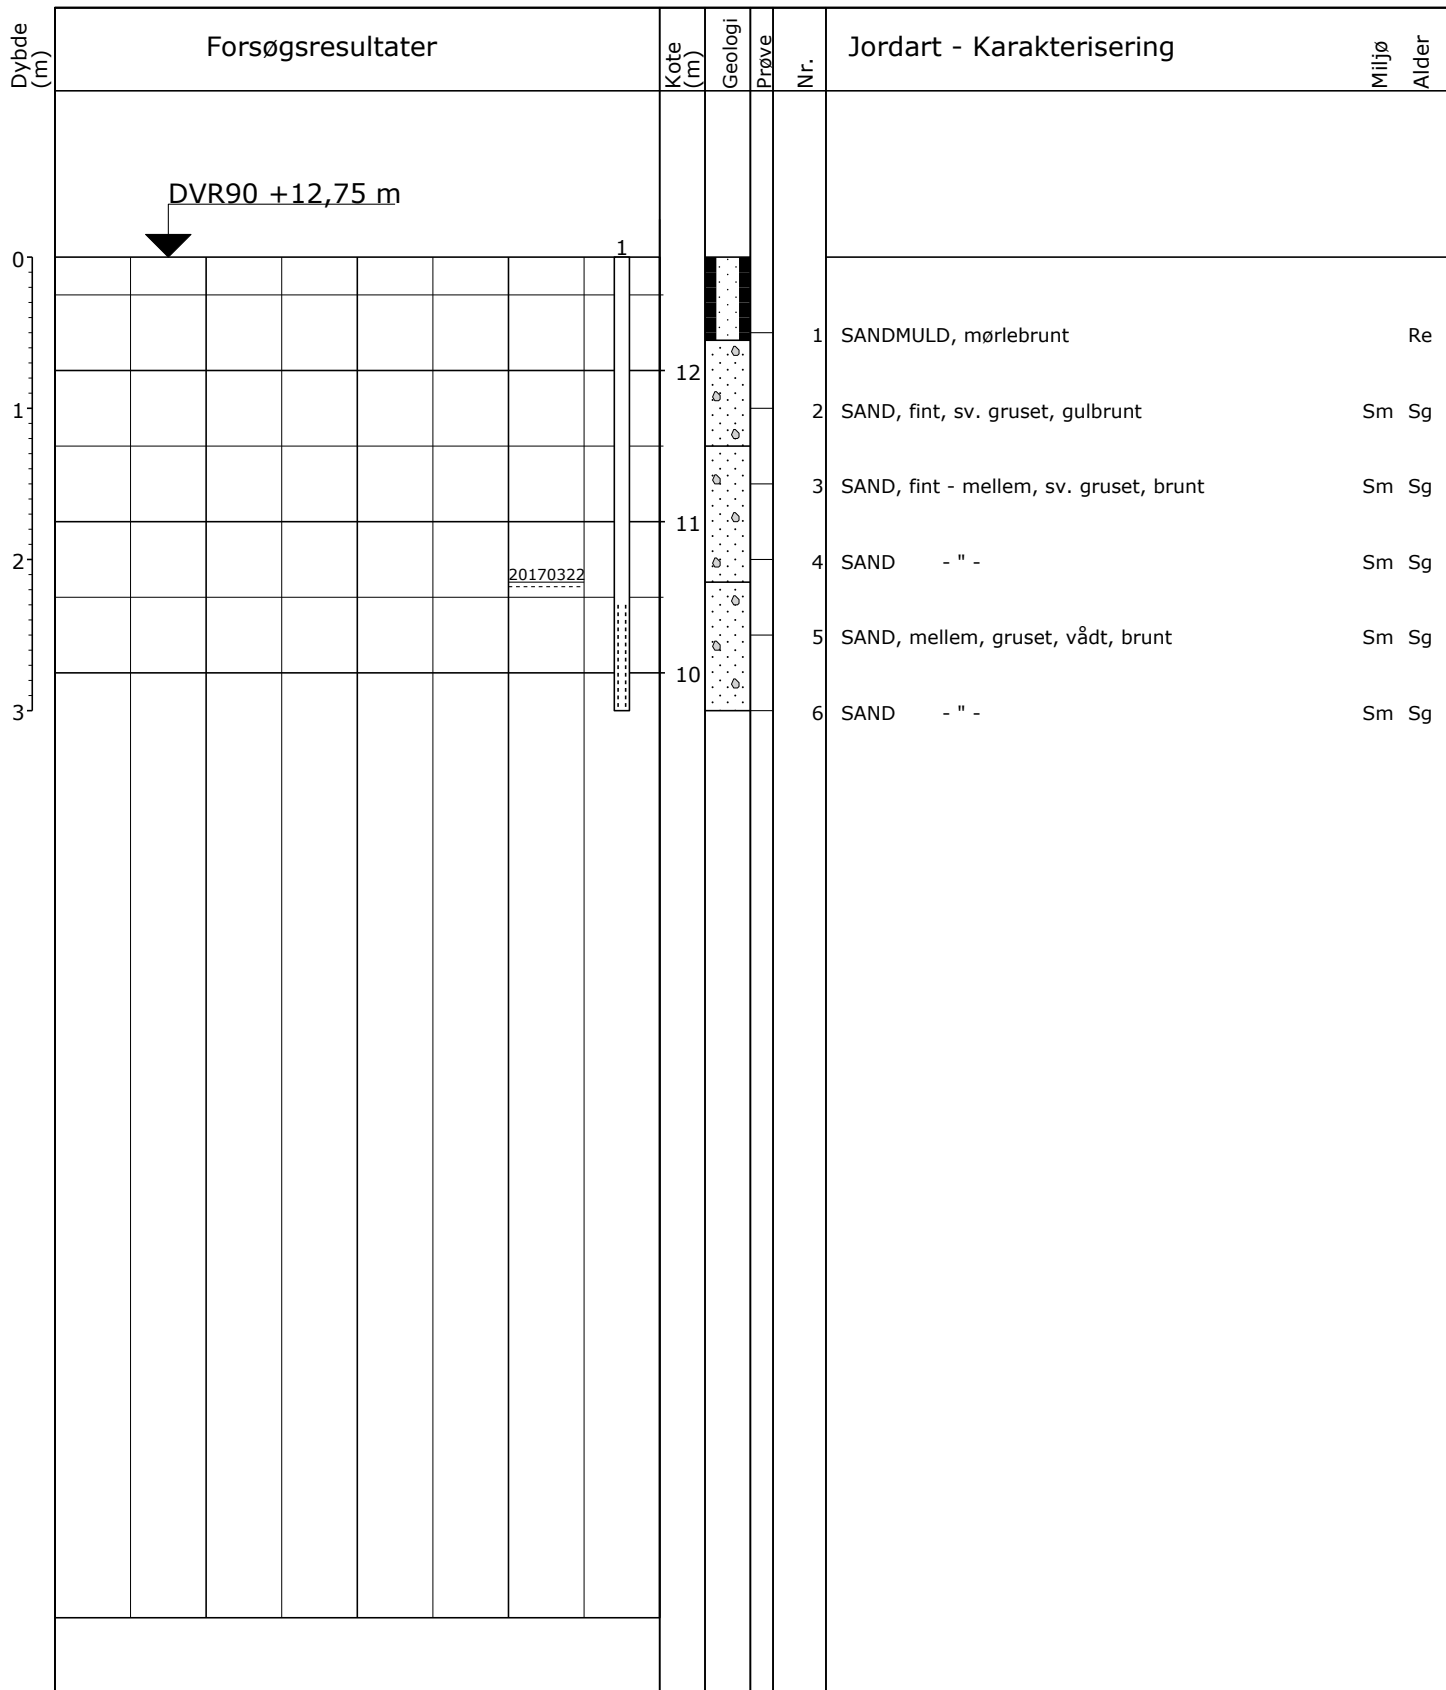 Dybde (m)
Forsøgsresultater
Kote (m)
Geologi
Prøve
Nr.
Jordart - Karakterisering
Miljø
Alder
DVR90 +12,75 m
1
0
1 SANDMULD, mørlebrunt Re
12
1
2 SAND, fint, sv. gruset, gulbrunt Sm Sg
3 SAND, fint - mellem, sv. gruset, brunt Sm Sg
11
2
4 SAND - " - Sm Sg
20170322
5 SAND, mellem, gruset, vådt, brunt Sm Sg
10
3
6 SAND - " - Sm Sg